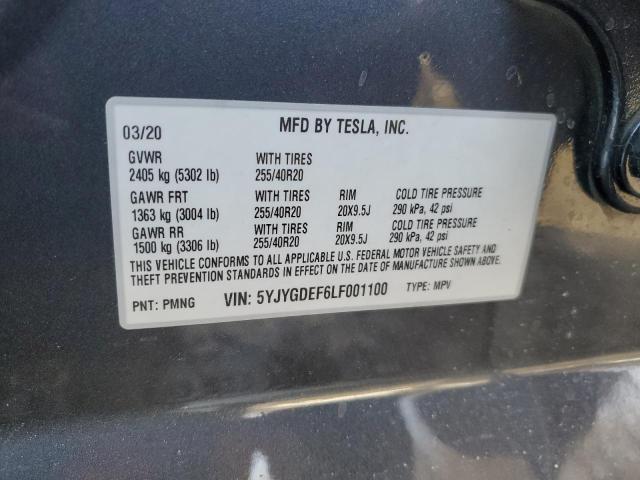 03/20 MFD BY TESLA, INC.
GVWR WITH TIRES
2405 kg (5302 lb) 255/40R20
GAWR FRT WITH TIRES RIM COLD TIRE PRESSURE
1363 kg (3004 lb) 255/40R20 20X9.5J 290 kPa, 42 psi
GAWR RR WITH TIRES RIM COLD TIRE PRESSURE
1500 kg (3306 lb) 255/40R20 20X9.5J 290 kPa, 42 psi
THIS VEHICLE CONFORMS TO ALL APPLICABLE U.S. FEDERAL MOTOR VEHICLE SAFETY AND
THEFT PREVENTION STANDARDS IN EFFECT ON THE DATE OF MANUFACTURE SHOWN ABOVE.
PNT: PMNG VIN: 5YJYGDEF6LF001100 TYPE: MPV